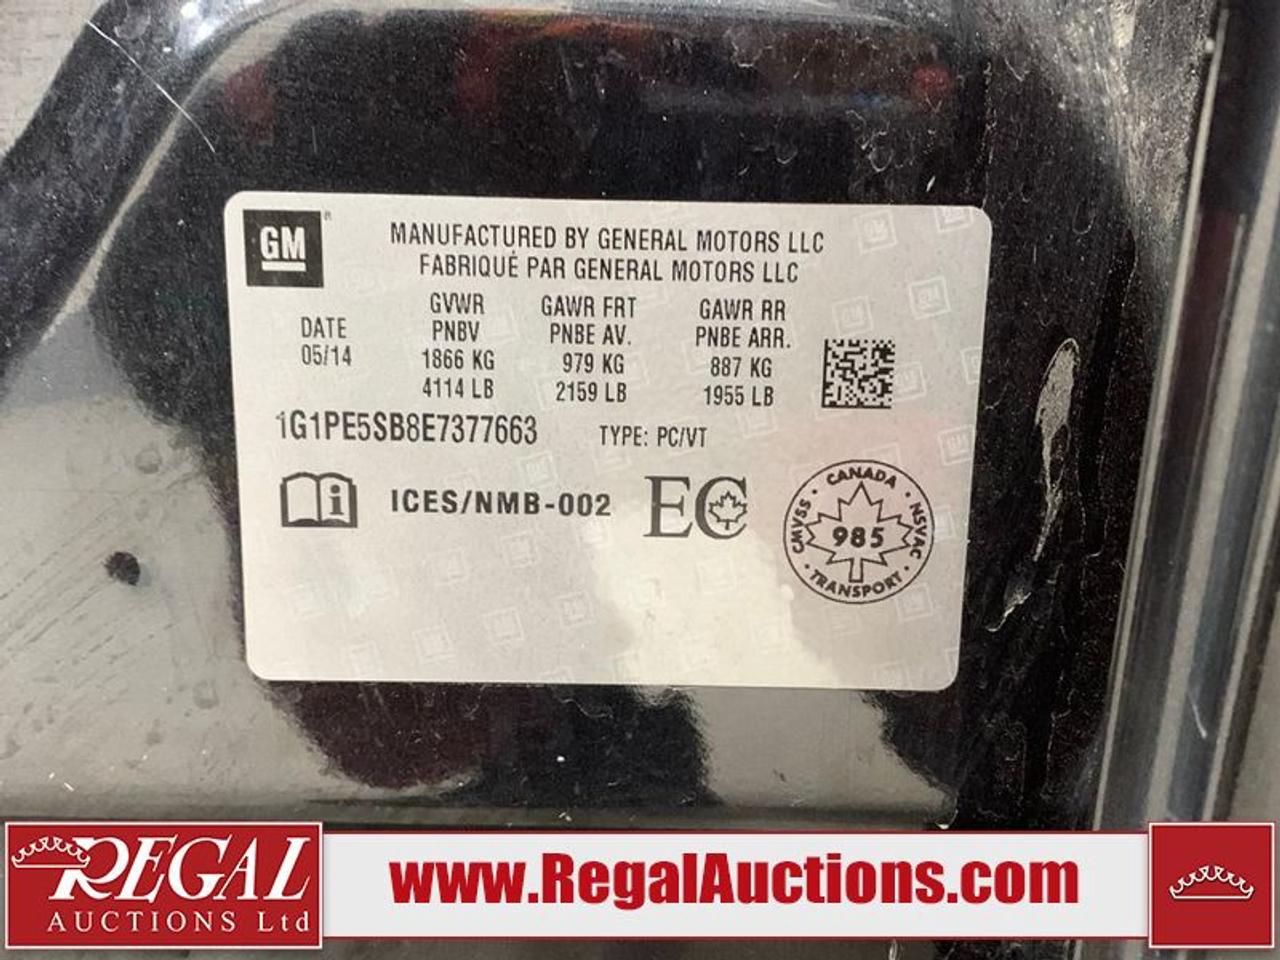 GM ®
MANUFACTURED BY GENERAL MOTORS LLC
FABRIQUÉ PAR GENERAL MOTORS LLC
DATE
05/14
GVWR
PNBV
1866 KG
4114 LB
GAWR FRT
PNBE AV.
979 KG
2159 LB
GAWR RR
PNBE ARR.
887 KG
1955 LB
1G1PE5SB8E7377663
TYPE: PC/VT
i
ICES/NMB-002
EC
CANADA
CMVSS • NSVAC
985
TRANSPORT
REGAL
AUCTIONS Ltd
www.RegalAuctions.com